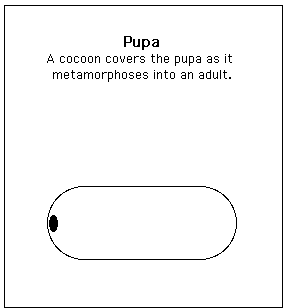 Pupa
A cocoon covers the pupa as it
metamorphoses into an adult.